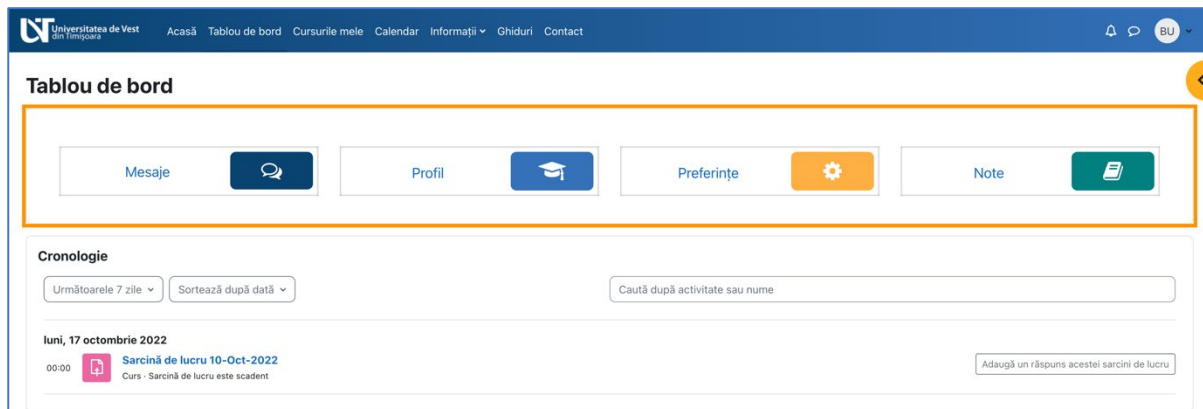 Universitatea de Vest
din Timișoara
Acasă Tablou de bord Cursurile mele Calendar Informații Ghiduri Contact BU
Tablou de bord
Mesaje Profil Preferințe Note
Cronologie
Următoarele 7 zile Sortează după dată Caută după activitate sau nume
luni, 17 octombrie 2022
00:00 Sarcină de lucru 10-Oct-2022 Adaugă un răspuns acestei sarcini de lucru
Curs · Sarcină de lucru este scadent